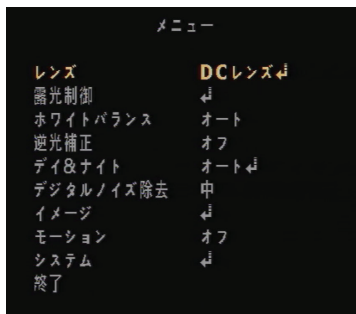 メニュー
レンズ DCレンズ↲
露光制御 ↲
ホワイトバランス オート
逆光補正 オフ
デイ&ナイト オート↲
デジタルノイズ除去 中
イメージ ↲
モーション オフ
システム ↲
終了